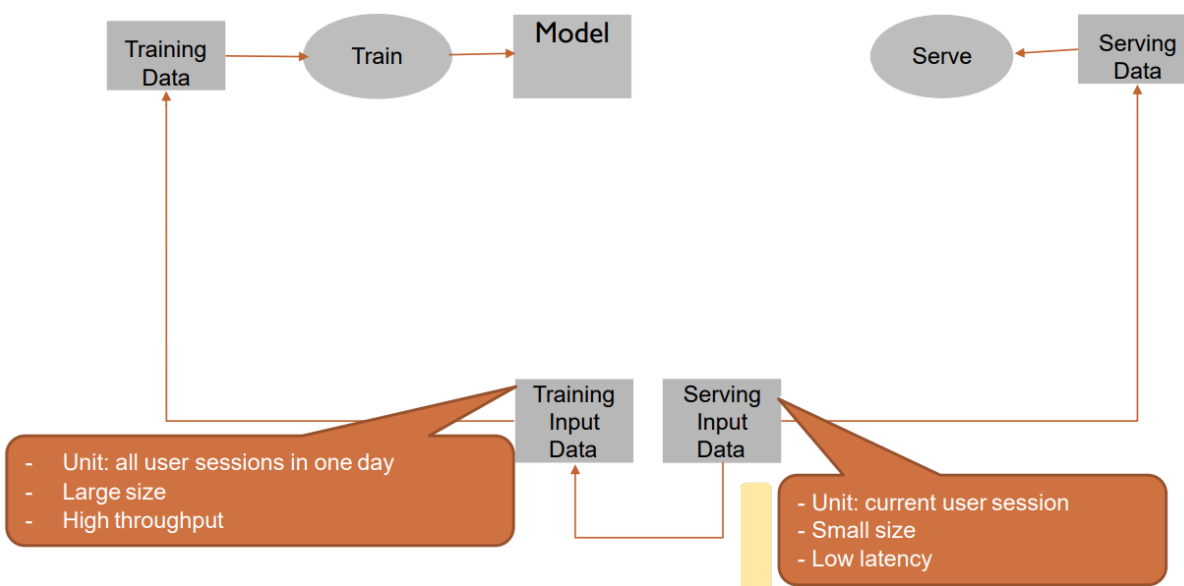 Training
Data
Train
Model
Serve
Serving
Data
Training
Input
Data
Serving
Input
Data
- Unit: all user sessions in one day
- Large size
- High throughput
- Unit: current user session
- Small size
- Low latency